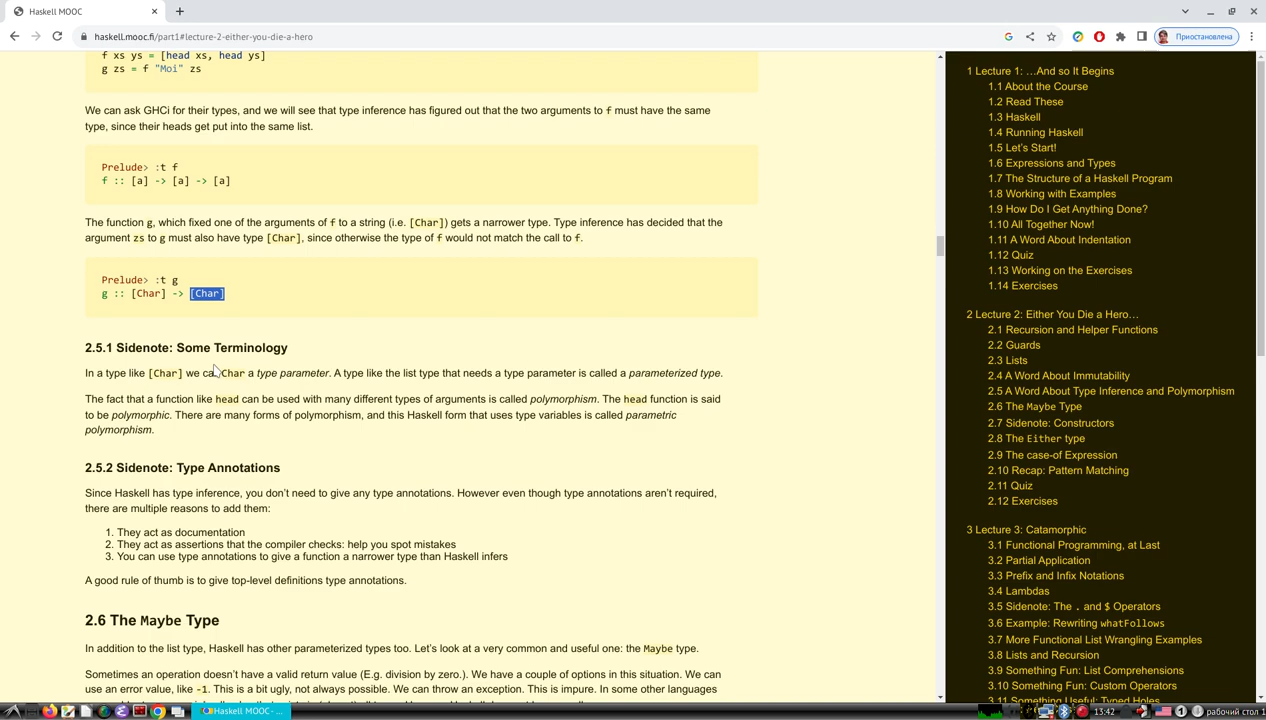 Haskell MOOC
haskell.mooc.fi/part1#lecture-2-either-you-die-a-hero
Приостановлена
f xs ys = [head xs, head ys]
g zs = f "Moi" zs
We can ask GHCi for their types, and we will see that type inference has figured out that the two arguments to f must have the same
type, since their heads get put into the same list.
Prelude> :t f
f :: [a] -> [a] -> [a]
The function g, which fixed one of the arguments of f to a string (i.e. [Char]) gets a narrower type. Type inference has decided that the
argument zs to g must also have type [Char], since otherwise the type of f would not match the call to f.
Prelude> :t g
g :: [Char] -> [Char]
2.5.1 Sidenote: Some Terminology
In a type like [Char] we ca Char a type parameter. A type like the list type that needs a type parameter is called a parameterized type.
The fact that a function like head can be used with many different types of arguments is called polymorphism. The head function is said
to be polymorphic. There are many forms of polymorphism, and this Haskell form that uses type variables is called parametric
polymorphism.
2.5.2 Sidenote: Type Annotations
Since Haskell has type inference, you don't need to give any type annotations. However even though type annotations aren't required,
there are multiple reasons to add them:
1. They act as documentation
2. They act as assertions that the compiler checks: help you spot mistakes
3. You can use type annotations to give a function a narrower type than Haskell infers
A good rule of thumb is to give top-level definitions type annotations.
2.6 The Maybe Type
In addition to the list type, Haskell has other parameterized types too. Let's look at a very common and useful one: the Maybe type.
Sometimes an operation doesn't have a valid return value (E.g. division by zero.). We have a couple of options in this situation. We can
use an error value, like -1. This is a bit ugly, not always possible. We can throw an exception. This is impure. In some other languages
1 Lecture 1: …And so It Begins
1.1 About the Course
1.2 Read These
1.3 Haskell
1.4 Running Haskell
1.5 Let's Start!
1.6 Expressions and Types
1.7 The Structure of a Haskell Program
1.8 Working with Examples
1.9 How Do I Get Anything Done?
1.10 All Together Now!
1.11 A Word About Indentation
1.12 Quiz
1.13 Working on the Exercises
1.14 Exercises
2 Lecture 2: Either You Die a Hero…
2.1 Recursion and Helper Functions
2.2 Guards
2.3 Lists
2.4 A Word About Immutability
2.5 A Word About Type Inference and Polymorphism
2.6 The Maybe Type
2.7 Sidenote: Constructors
2.8 The Either type
2.9 The case-of Expression
2.10 Recap: Pattern Matching
2.11 Quiz
2.12 Exercises
3 Lecture 3: Catamorphic
3.1 Functional Programming, at Last
3.2 Partial Application
3.3 Prefix and Infix Notations
3.4 Lambdas
3.5 Sidenote: The . and $ Operators
3.6 Example: Rewriting whatFollows
3.7 More Functional List Wrangling Examples
3.8 Lists and Recursion
3.9 Something Fun: List Comprehensions
3.10 Something Fun: Custom Operators
3.11 Something Useful: Typed Holes
Haskell MOOC - …
13:42
рабочий стол 1